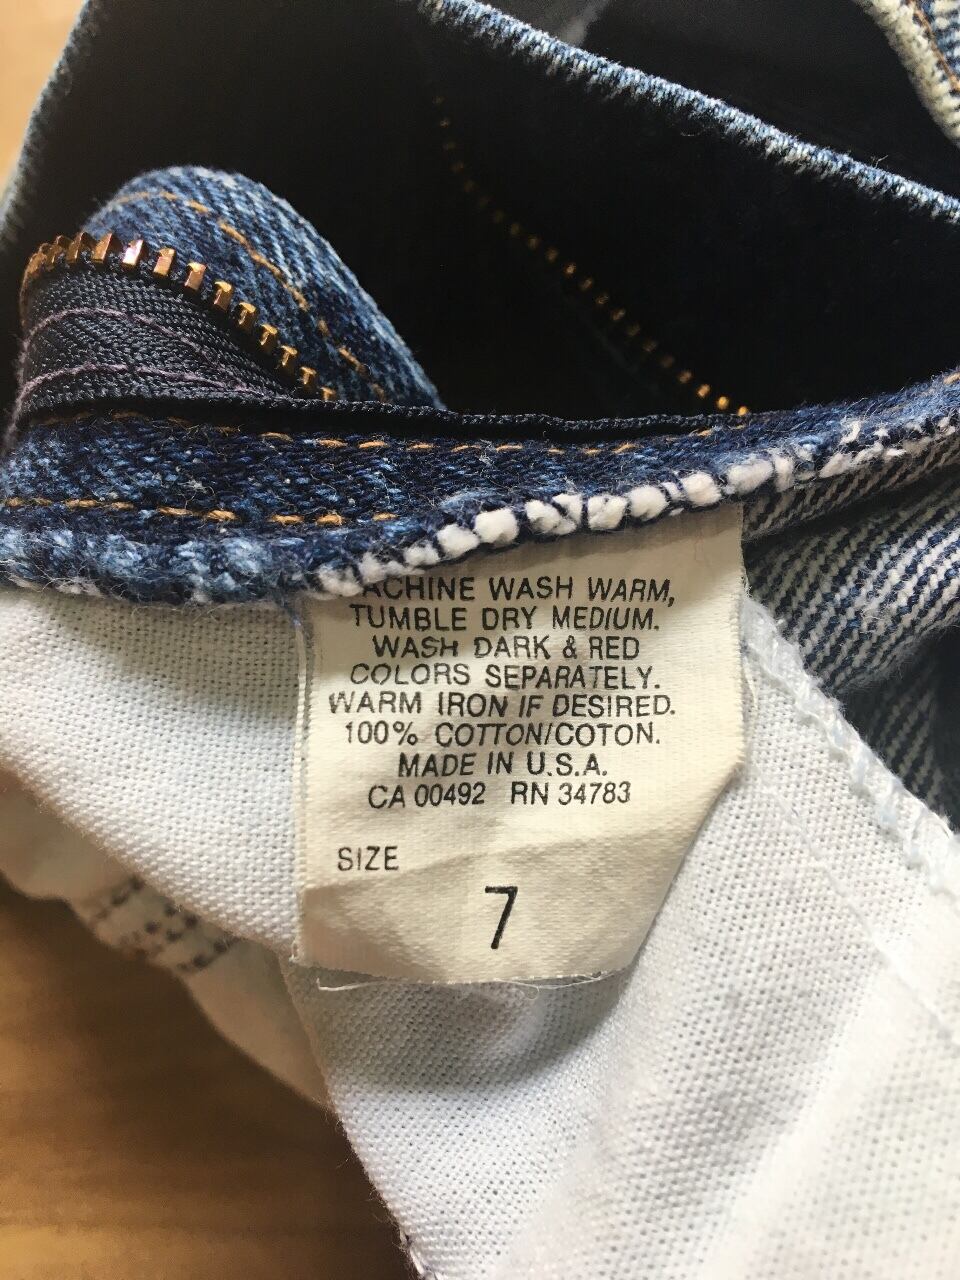 MACHINE WASH WARM,
TUMBLE DRY MEDIUM.
WASH DARK & RED
COLORS SEPARATELY.
WARM IRON IF DESIRED.
100% COTTON/COTON.
MADE IN U.S.A.
CA 00492 RN 34783
SIZE
7